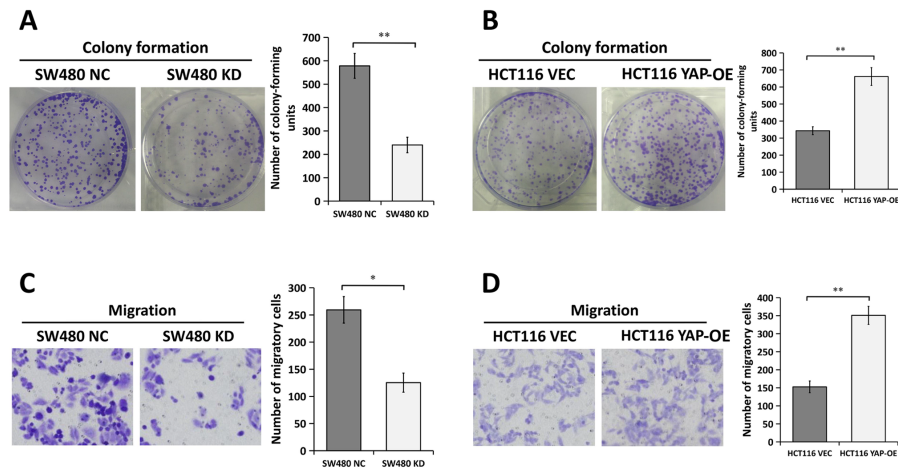 A
Colony formation
SW480 NC SW480 KD
Number of colony-forming
units
700
600
500
400
300
200
100
0
**
SW480 NC SW480 KD
B
Colony formation
HCT116 VEC HCT116 YAP-OE
Number of colony-forming
units
800
700
600
500
400
300
200
100
0
**
HCT116 VEC HCT116 YAP-OE
C
Migration
SW480 NC SW480 KD
Number of migratory cells
300
250
200
150
100
50
0
*
SW480 NC SW480 KD
D
Migration
HCT116 VEC HCT116 YAP-OE
Number of migratory cells
400
350
300
250
200
150
100
50
0
**
HCT116 VEC HCT116 YAP-OE